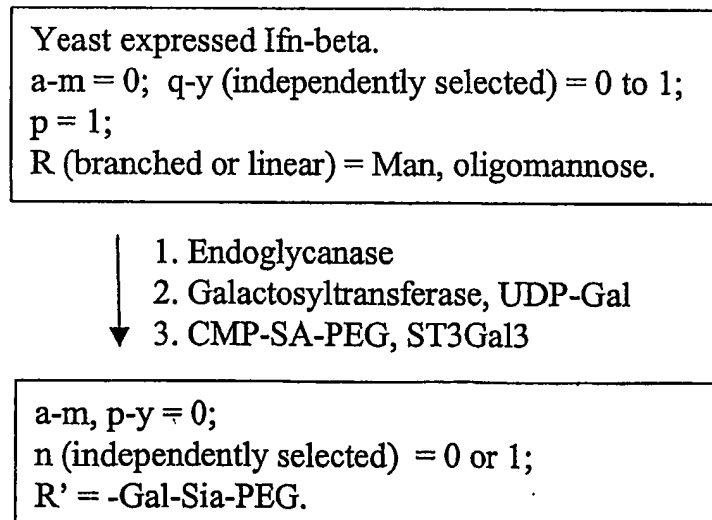 Yeast expressed Ifn-beta.
a-m = 0; q-y (independently selected) = 0 to 1;
p = 1;
R (branched or linear) = Man, oligomannose.
1. Endoglycanase
2. Galactosyltransferase, UDP-Gal
3. CMP-SA-PEG, ST3Gal3
a-m, p-y = 0;
n (independently selected) = 0 or 1;
R' = -Gal-Sia-PEG.